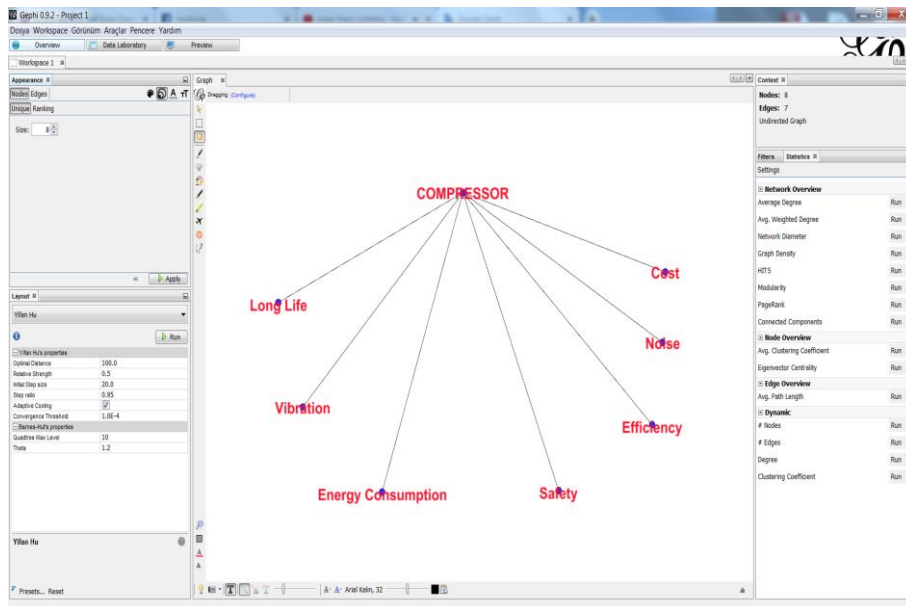 Gephi 0.9.2 - Project 1
Dosya Workspace Görünüm Araçlar Pencere Yardım
Overview Data Laboratory Preview
Workspace 1
Appearance
Nodes Edges
Unique Ranking
Size: 8
Apply
Layout
Yifan Hu
Run
Yifan Hu's properties
Optimal Distance 100.0
Relative Strength 0.5
Initial Step size 20.0
Step ratio 0.95
Adaptive Cooling
Convergence Threshold 1.0E-4
Barnes-Hut's properties
Quadtree Max Level 10
Theta 1.2
Yifan Hu
Presets... Reset
Graph
Dragging (Configure)
COMPRESSOR
Cost
Long Life
Noise
Vibration
Efficiency
Energy Consumption
Safety
A- A- Arial Kalın, 32
Context
Nodes: 8
Edges: 7
Undirected Graph
Filters Statistics
Settings
Network Overview
Average Degree Run
Avg. Weighted Degree Run
Network Diameter Run
Graph Density Run
HITS Run
Modularity Run
PageRank Run
Connected Components Run
Node Overview
Avg. Clustering Coefficient Run
Eigenvector Centrality Run
Edge Overview
Avg. Path Length Run
Dynamic
# Nodes Run
# Edges Run
Degree Run
Clustering Coefficient Run